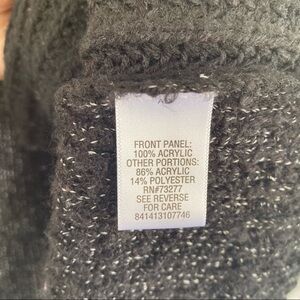 FRONT PANEL:
100% ACRYLIC
OTHER PORTIONS:
86% ACRYLIC
14% POLYESTER
RN#73277
SEE REVERSE
FOR CARE
841413107746